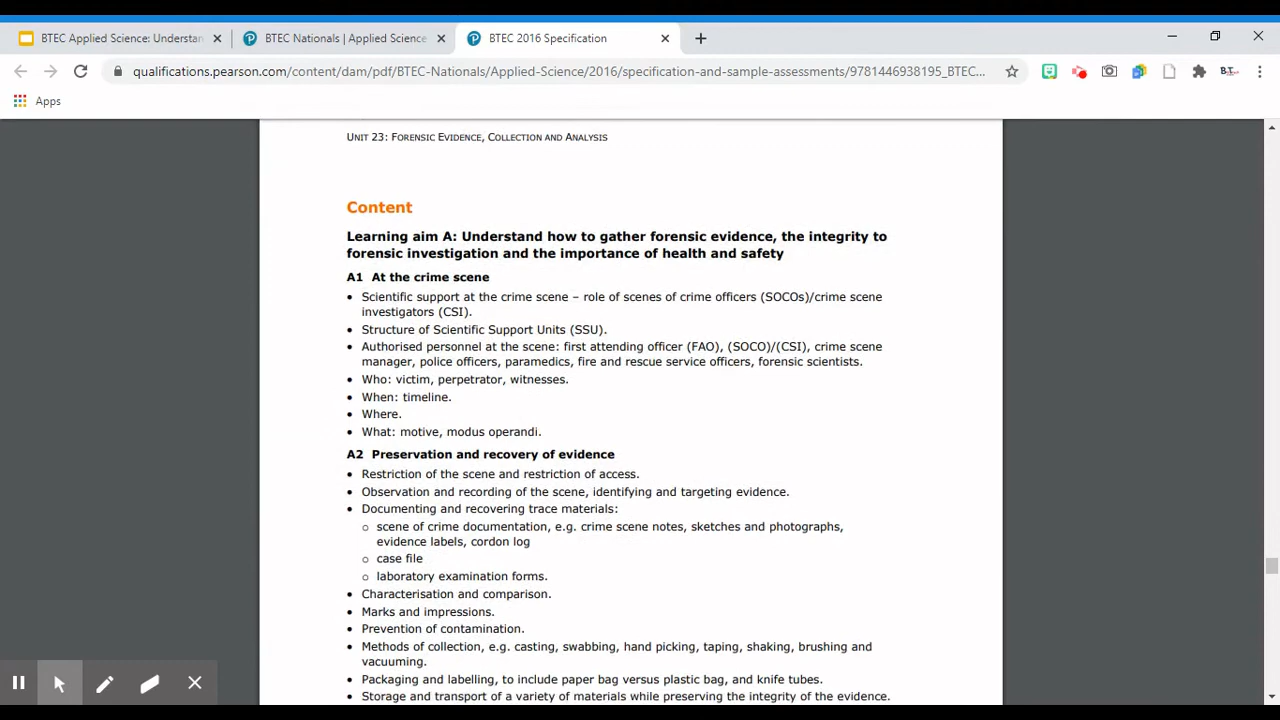 BTEC Applied Science: Understan
BTEC Nationals | Applied Science
BTEC 2016 Specification
qualifications.pearson.com/content/dam/pdf/BTEC-Nationals/Applied-Science/2016/specification-and-sample-assessments/9781446938195_BTEC...
Apps
UNIT 23: FORENSIC EVIDENCE, COLLECTION AND ANALYSIS
Content
Learning aim A: Understand how to gather forensic evidence, the integrity to
forensic investigation and the importance of health and safety
A1 At the crime scene
• Scientific support at the crime scene – role of scenes of crime officers (SOCOs)/crime scene
investigators (CSI).
• Structure of Scientific Support Units (SSU).
• Authorised personnel at the scene: first attending officer (FAO), (SOCO)/(CSI), crime scene
manager, police officers, paramedics, fire and rescue service officers, forensic scientists.
• Who: victim, perpetrator, witnesses.
• When: timeline.
• Where.
• What: motive, modus operandi.
A2 Preservation and recovery of evidence
• Restriction of the scene and restriction of access.
• Observation and recording of the scene, identifying and targeting evidence.
• Documenting and recovering trace materials:
o scene of crime documentation, e.g. crime scene notes, sketches and photographs,
evidence labels, cordon log
o case file
o laboratory examination forms.
• Characterisation and comparison.
• Marks and impressions.
• Prevention of contamination.
• Methods of collection, e.g. casting, swabbing, hand picking, taping, shaking, brushing and
vacuuming.
• Packaging and labelling, to include paper bag versus plastic bag, and knife tubes.
• Storage and transport of a variety of materials while preserving the integrity of the evidence.